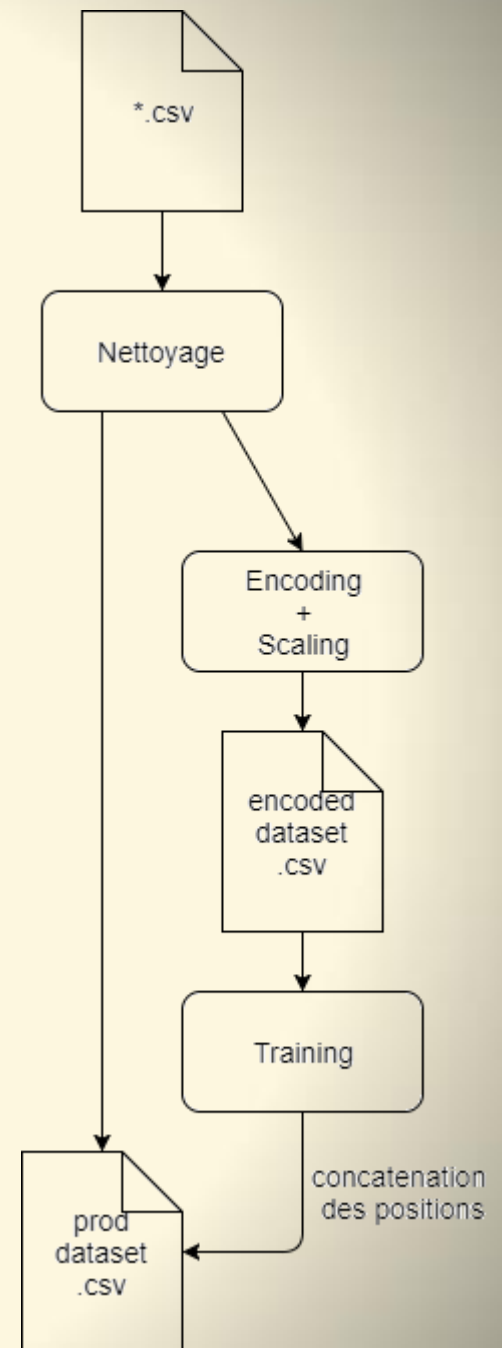 *.csv
Nettoyage
Encoding
+
Scaling
encoded
dataset
.csv
Training
concatenation
des positions
prod
dataset
.csv